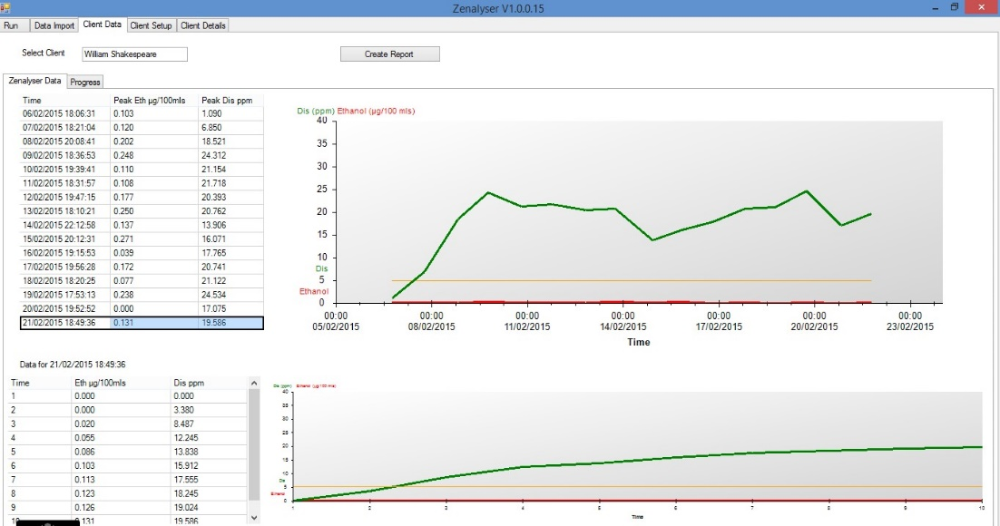 Zenalyser V1.0.0.15
Run Data Import Client Data Client Setup Client Details
Select Client William Shakespeare Create Report
Zenalyser Data Progress
Time Peak Eth µg/100mls Peak Dis ppm
06/02/2015 18:06:31 0.103 1.090
07/02/2015 18:21:04 0.120 6.850
08/02/2015 20:08:41 0.202 18.521
09/02/2015 18:36:53 0.248 24.312
10/02/2015 19:39:41 0.110 21.154
11/02/2015 18:31:57 0.108 21.718
12/02/2015 19:47:15 0.177 20.393
13/02/2015 18:10:21 0.250 20.762
14/02/2015 22:12:58 0.137 13.906
15/02/2015 20:12:31 0.271 16.071
16/02/2015 19:15:53 0.039 17.765
17/02/2015 19:56:28 0.172 20.741
18/02/2015 18:20:25 0.077 21.122
19/02/2015 17:53:13 0.238 24.534
20/02/2015 19:52:52 0.000 17.075
21/02/2015 18:49:36 0.131 19.586
Dis (ppm) Ethanol (µg/100 mls)
40
35
30
25
20
15
10
Dis
5
Ethanol
0
00:00 00:00 00:00 00:00 00:00 00:00 00:00
05/02/2015 08/02/2015 11/02/2015 14/02/2015 17/02/2015 20/02/2015 23/02/2015
Time
Data for 21/02/2015 18:49:36
Time Eth µg/100mls Dis ppm
1 0.000 0.000
2 0.000 3.380
3 0.020 8.487
4 0.055 12.245
5 0.086 13.838
6 0.103 15.912
7 0.113 17.555
8 0.123 18.245
9 0.126 19.024
10 0.131 19.586
Dis (ppm) Ethanol (µg/100 mls)
40
35
30
25
20
15
10
Dis
5
Ethanol
0
1 2 3 4 5 6 7 8 9 10
Time